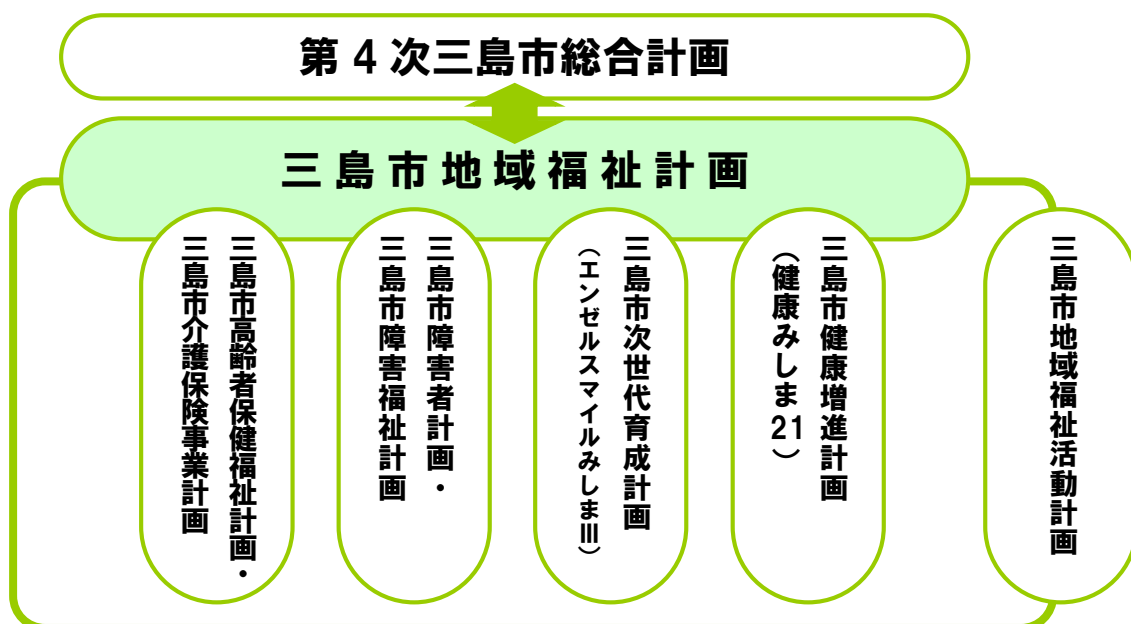 第4次三島市総合計画
三島市地域福祉計画
三島市高齢者保健福祉計画・
三島市介護保険事業計画
三島市障害者計画・
三島市障害福祉計画
三島市次世代育成計画
（エンゼルスマイルみしまⅢ）
三島市健康増進計画
（健康みしま21）
三島市地域福祉活動計画